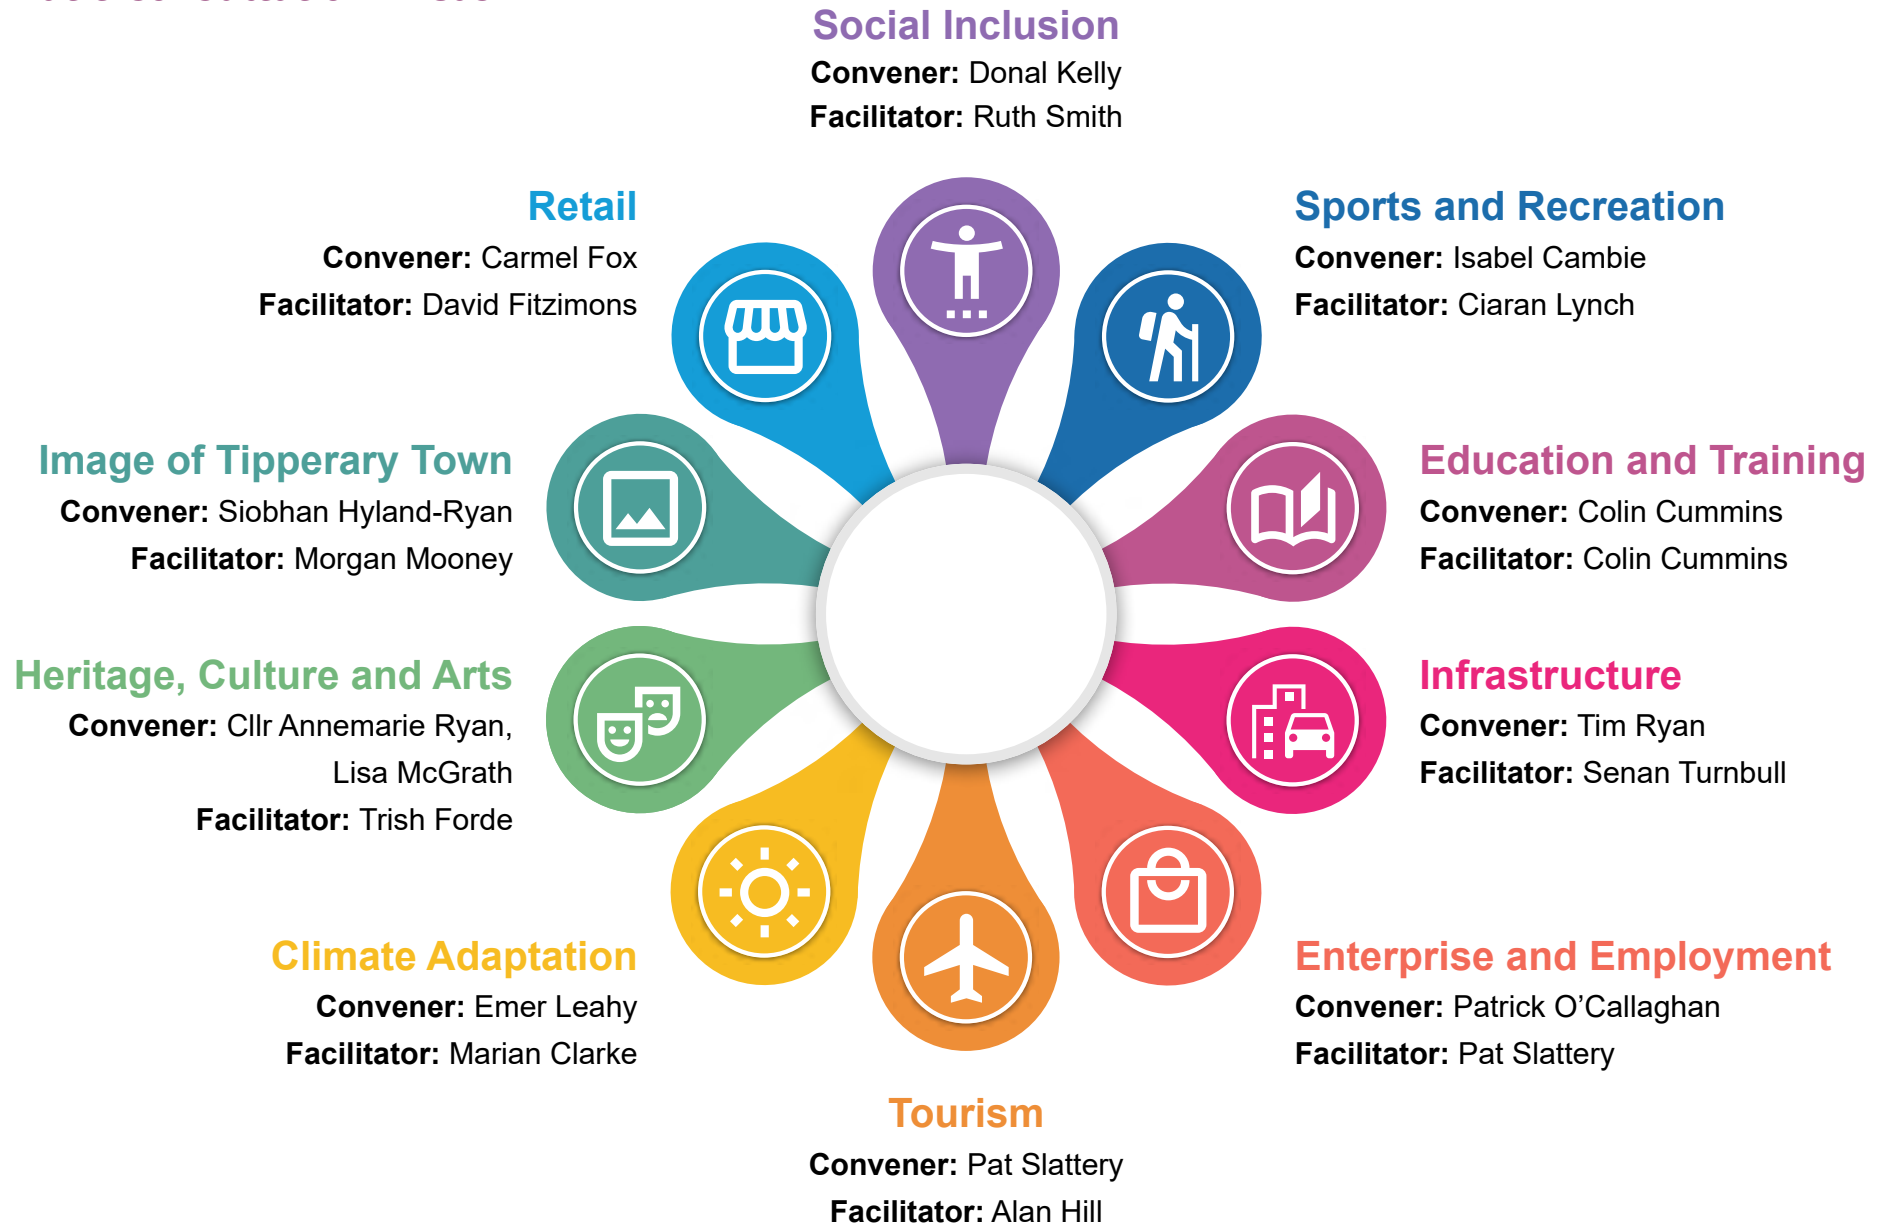 Social Inclusion
Convener: Donal Kelly
Facilitator: Ruth Smith
Retail
Convener: Carmel Fox
Facilitator: David Fitzimons
Sports and Recreation
Convener: Isabel Cambie
Facilitator: Ciaran Lynch
Image of Tipperary Town
Convener: Siobhan Hyland-Ryan
Facilitator: Morgan Mooney
Education and Training
Convener: Colin Cummins
Facilitator: Colin Cummins
Heritage, Culture and Arts
Convener: Cllr Annemarie Ryan,
Lisa McGrath
Facilitator: Trish Forde
Infrastructure
Convener: Tim Ryan
Facilitator: Senan Turnbull
Climate Adaptation
Convener: Emer Leahy
Facilitator: Marian Clarke
Enterprise and Employment
Convener: Patrick O’Callaghan
Facilitator: Pat Slattery
Tourism
Convener: Pat Slattery
Facilitator: Alan Hill